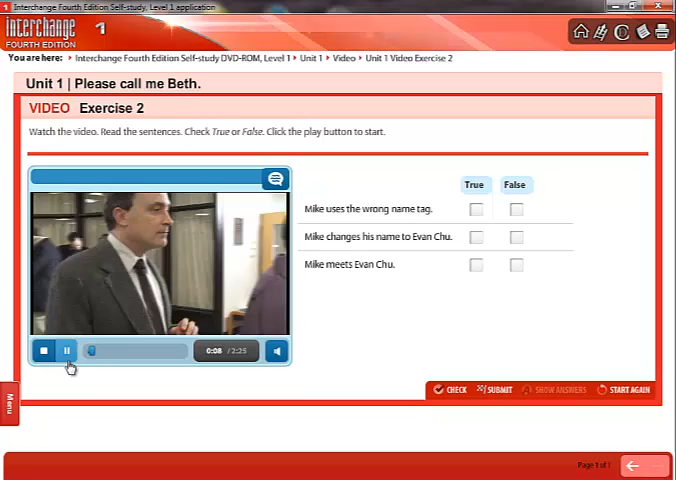 Interchange Fourth Edition Self-study, Level 1 application
interchange 1
FOURTH EDITION
You are here: Interchange Fourth Edition Self-study DVD-ROM, Level 1 Unit 1 Video Unit 1 Video Exercise 2
Unit 1 | Please call me Beth.
VIDEO Exercise 2
Watch the video. Read the sentences. Check True or False. Click the play button to start.
True False
Mike uses the wrong name tag.
Mike changes his name to Evan Chu.
Mike meets Evan Chu.
0:08 / 2:25
Menu
CHECK SUBMIT SHOW ANSWERS START AGAIN
Page 1 of 1